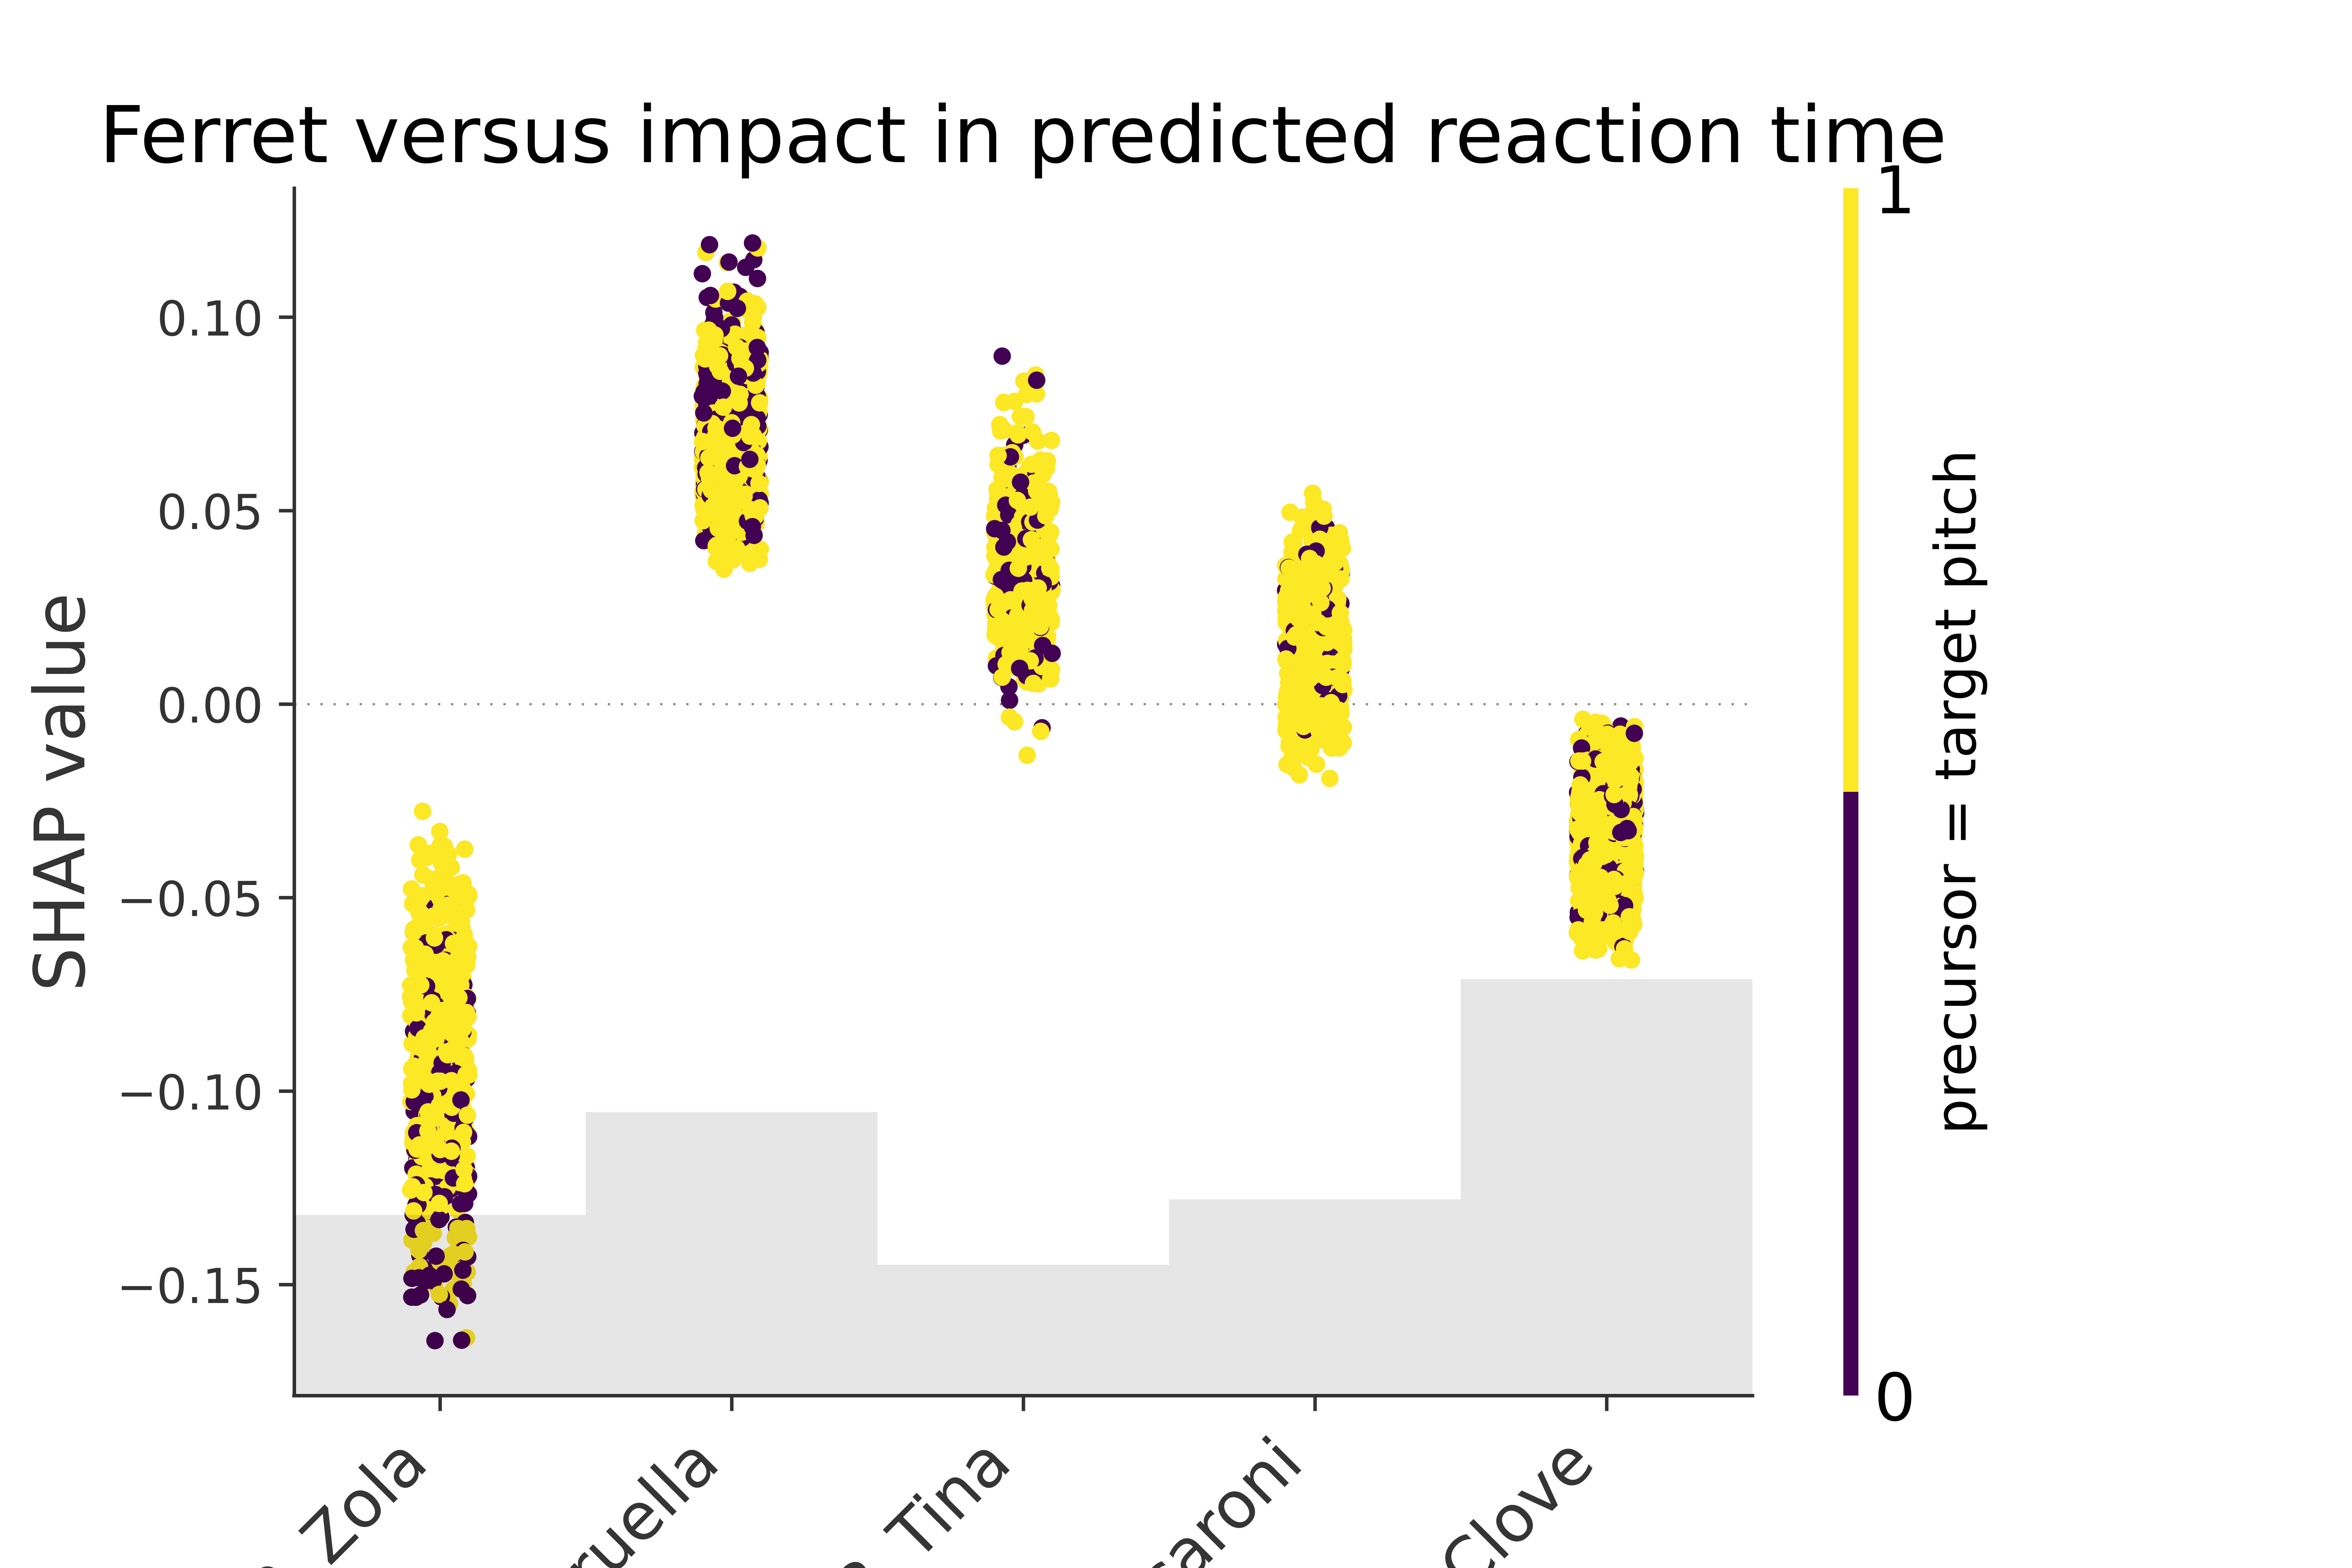 Ferret versus impact in predicted reaction time
1
0.10
0.05
0.00
−0.05
−0.10
−0.15
SHAP value
precursor = target pitch
0
Zola
Tina
Clove